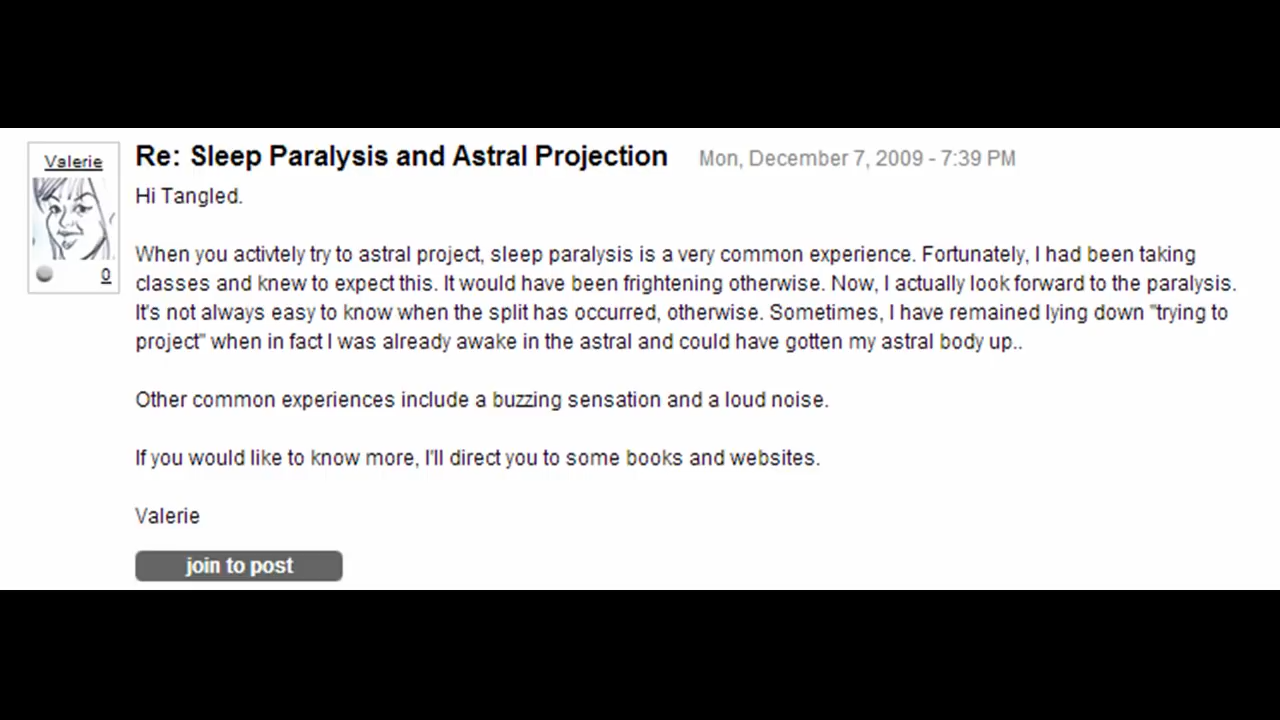 Valerie
Re: Sleep Paralysis and Astral Projection Mon, December 7, 2009 - 7:39 PM
Hi Tangled.
When you activtely try to astral project, sleep paralysis is a very common experience. Fortunately, I had been taking
classes and knew to expect this. It would have been frightening otherwise. Now, I actually look forward to the paralysis.
It's not always easy to know when the split has occurred, otherwise. Sometimes, I have remained lying down "trying to
project" when in fact I was already awake in the astral and could have gotten my astral body up..
0
Other common experiences include a buzzing sensation and a loud noise.
If you would like to know more, I'll direct you to some books and websites.
Valerie
join to post